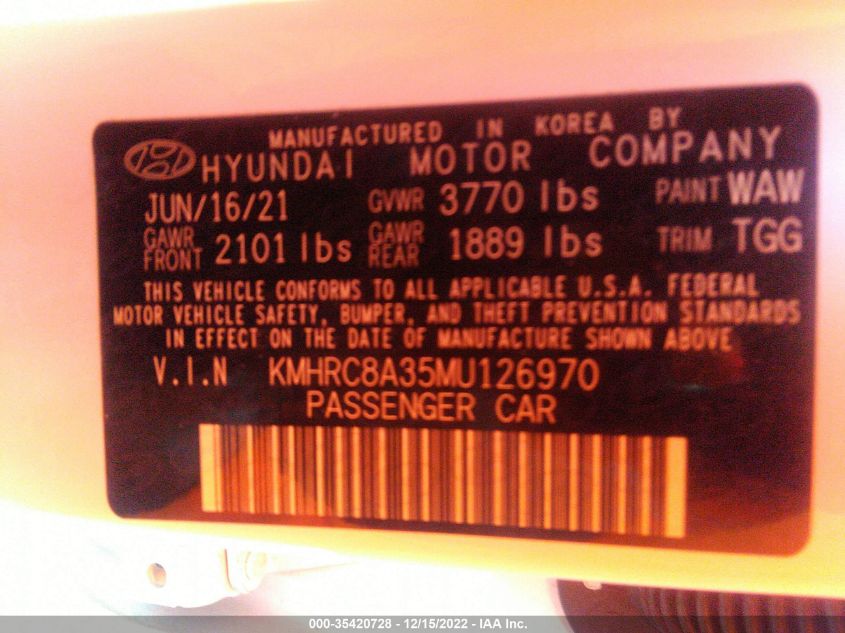 MANUFACTURED IN KOREA BY
HYUNDAI MOTOR COMPANY
JUN/16/21 GVWR 3770 lbs PAINT WAW
GAWR FRONT 2101 lbs GAWR REAR 1889 lbs TRIM TGG
THIS VEHICLE CONFORMS TO ALL APPLICABLE U.S.A. FEDERAL
MOTOR VEHICLE SAFETY, BUMPER, AND THEFT PREVENTION STANDARDS
IN EFFECT ON THE DATE OF MANUFACTURE SHOWN ABOVE
V.I.N KMHRC8A35MU126970
PASSENGER CAR
000-35420728 - 12/15/2022 - IAA Inc.